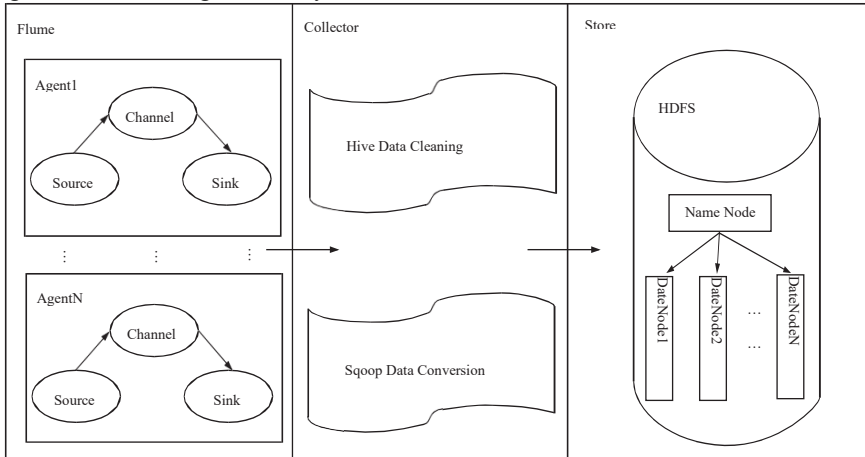 Flume
Collector
Store
Agent1
Channel
Source
Sink
Hive Data Cleaning
HDFS
Name Node
DateNode1
DateNode2
...
...
DateNodeN
AgentN
Channel
Source
Sink
Sqoop Data Conversion